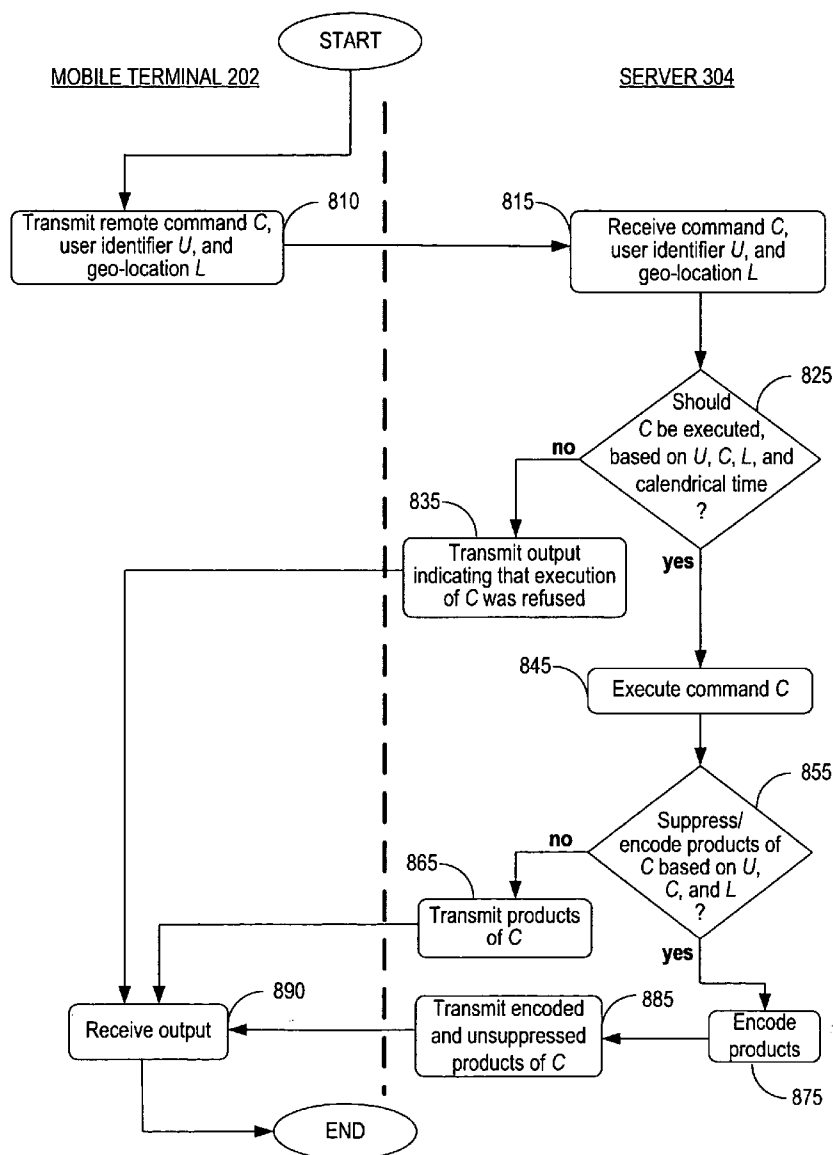 START
MOBILE TERMINAL 202
SERVER 304
810
Transmit remote command C,
user identifier U, and
geo-location L
815
Receive command C,
user identifier U, and
geo-location L
825
Should
C be executed,
based on U, C, L, and
calendrical time
?
no
yes
835
Transmit output
indicating that execution
of C was refused
845
Execute command C
855
Suppress/
encode products of
C based on U,
C, and L
?
no
yes
865
Transmit products
of C
890
Receive output
885
Transmit encoded
and unsuppressed
products of C
Encode
products
875
END